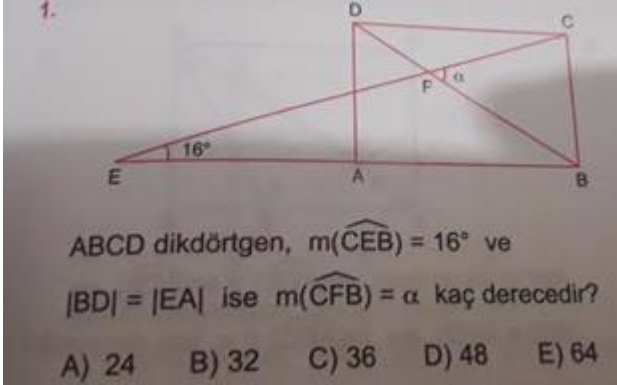 1.
D
C
F α
16°
E A B
ABCD dikdörtgen, m(CEB) = 16° ve
|BD| = |EA| ise m(CFB) = α kaç derecedir?
A) 24 B) 32 C) 36 D) 48 E) 64